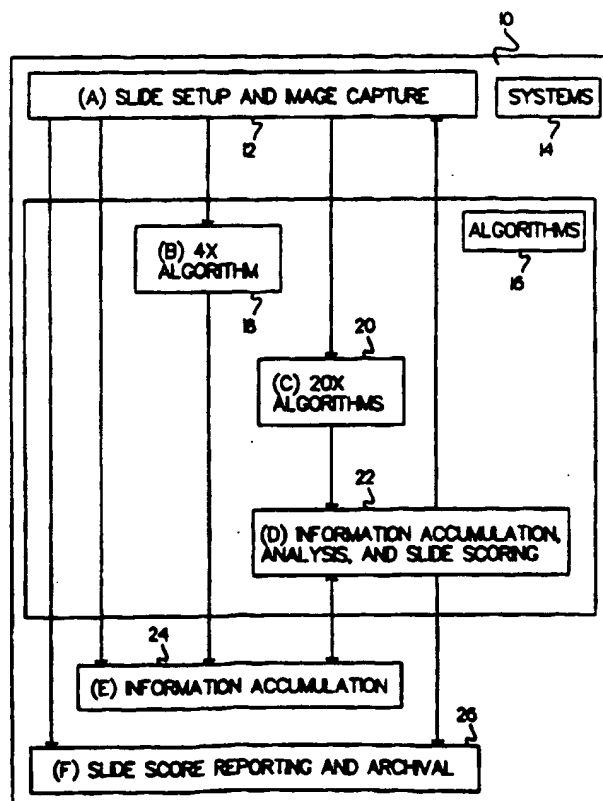 10
(A) SLIDE SETUP AND IMAGE CAPTURE
SYSTEMS
12
14
(B) 4X
ALGORITHM
ALGORITHMS
18
16
20
(C) 20X
ALGORITHMS
22
(D) INFORMATION ACCUMULATION,
ANALYSIS, AND SLIDE SCORING
24
(E) INFORMATION ACCUMULATION
26
(F) SLIDE SCORE REPORTING AND ARCHIVAL